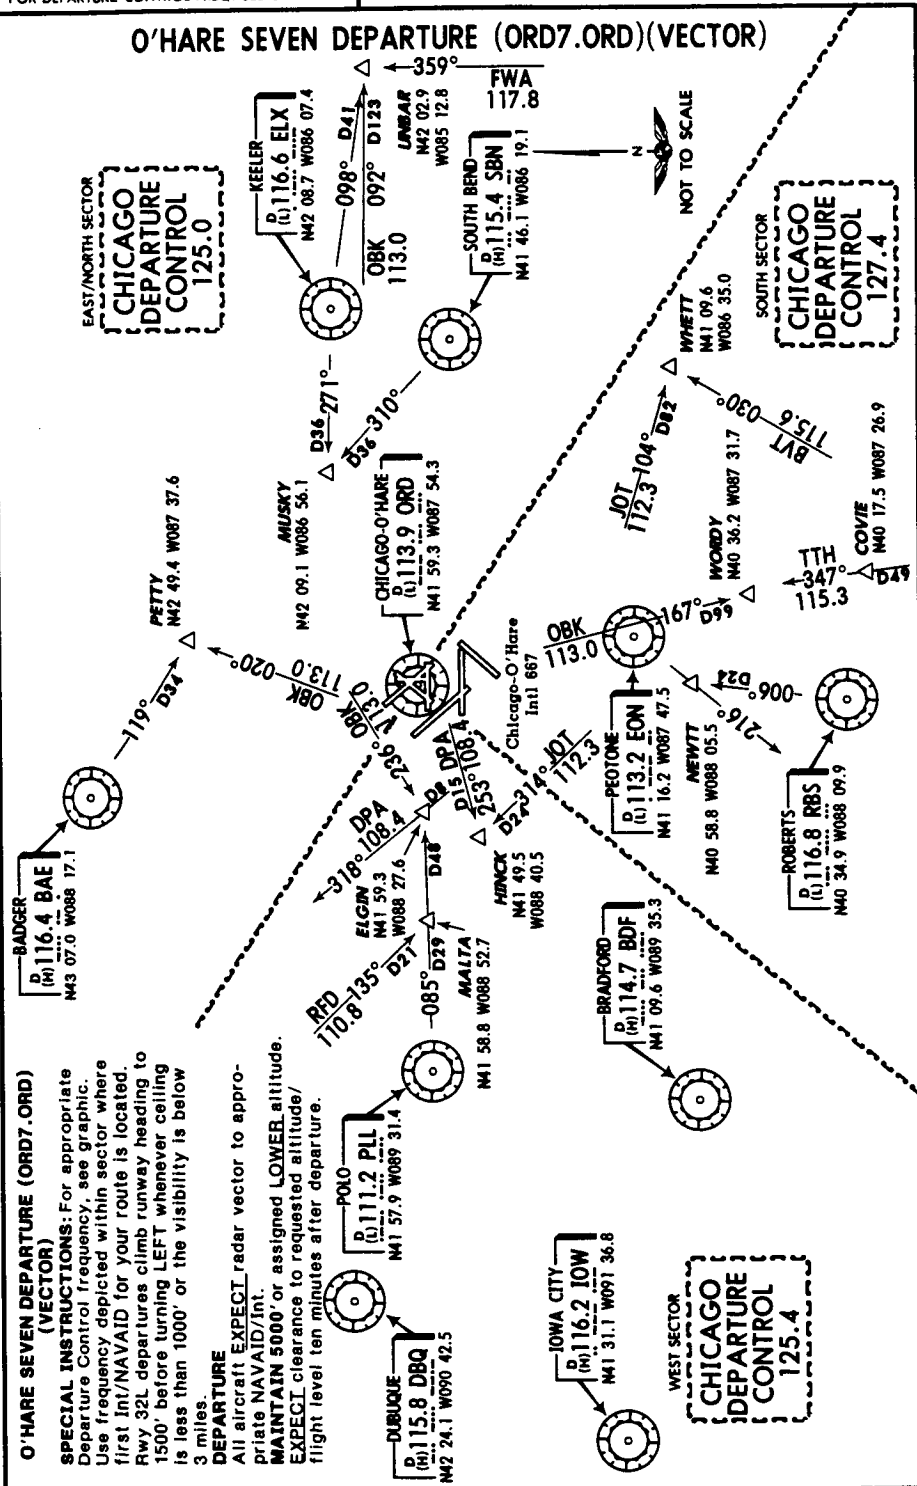 O'HARE SEVEN DEPARTURE (ORD7.ORD)(VECTOR)
359°
FWA
117.8
KEELER
D
(L) 116.6 ELX
N42 08.7 W086 07.4
098°
D41
092°
D123
OBK
113.0
UNBAR
N42 02.9
W085 12.8
EAST/NORTH SECTOR
CHICAGO
DEPARTURE
CONTROL
125.0
SOUTH BEND
D
(H) 115.4 SBN
N41 46.1 W086 19.1
N
NOT TO SCALE
SOUTH SECTOR
CHICAGO
DEPARTURE
CONTROL
127.4
WHETT
N41 09.6
W086 35.0
JOT
112.3
104°
D82
030°
BVT
115.6
271°
D36
310°
D36
MUSKY
N42 09.1 W086 56.1
PETTY
N42 49.4 W087 37.6
CHICAGO-O'HARE
D
(L) 113.9 ORD
N41 59.3 W087 54.3
119°
D34
020°
OBK
113.0
OBK
113.0
236°
Chicago-O'Hare
Intl 667
OBK
113.0
167°
D99
WORDY
N40 36.2 W087 31.7
TTH
347°
115.3
COVIE
N40 17.5 W087 26.9
D49
PEOTONE
D
(L) 113.2 EON
N41 16.2 W087 47.5
NEWTT
N40 58.8 W088 05.5
D24
006°
216°
ROBERTS
D
(L) 116.8 RBS
N40 34.9 W088 09.9
BADGER
D
(H) 116.4 BAE
N43 07.0 W088 17.1
DPA
108.4
318°
D8
DPA
108.4
D15
253°
JOT
112.3
314°
D24
ELGIN
N41 59.3
W088 27.6
HINCK
N41 49.5
W088 40.5
D48
MALTA
N41 58.8 W088 52.7
RFD
110.8
135°
D21
085°
D29
BRADFORD
D
(H) 114.7 BDF
N41 09.6 W089 35.3
POLO
D
(L) 111.2 PLL
N41 57.9 W089 31.4
DUBUQUE
D
(H) 115.8 DBQ
N42 24.1 W090 42.5
IOWA CITY
D
(H) 116.2 IOW
N41 31.1 W091 36.8
WEST SECTOR
CHICAGO
DEPARTURE
CONTROL
125.4
O'HARE SEVEN DEPARTURE (ORD7.ORD)
(VECTOR)
SPECIAL INSTRUCTIONS: For appropriate
Departure Control frequency, see graphic.
Use frequency depicted within sector where
first Int/NAVAID for your route is located.
Rwy 32L departures climb runway heading to
1500' before turning LEFT whenever ceiling
is less than 1000' or the visibility is below
3 miles.
DEPARTURE
All aircraft EXPECT radar vector to appro-
priate NAVAID/Int.
MAINTAIN 5000' or assigned LOWER altitude.
EXPECT clearance to requested altitude/
flight level ten minutes after departure.